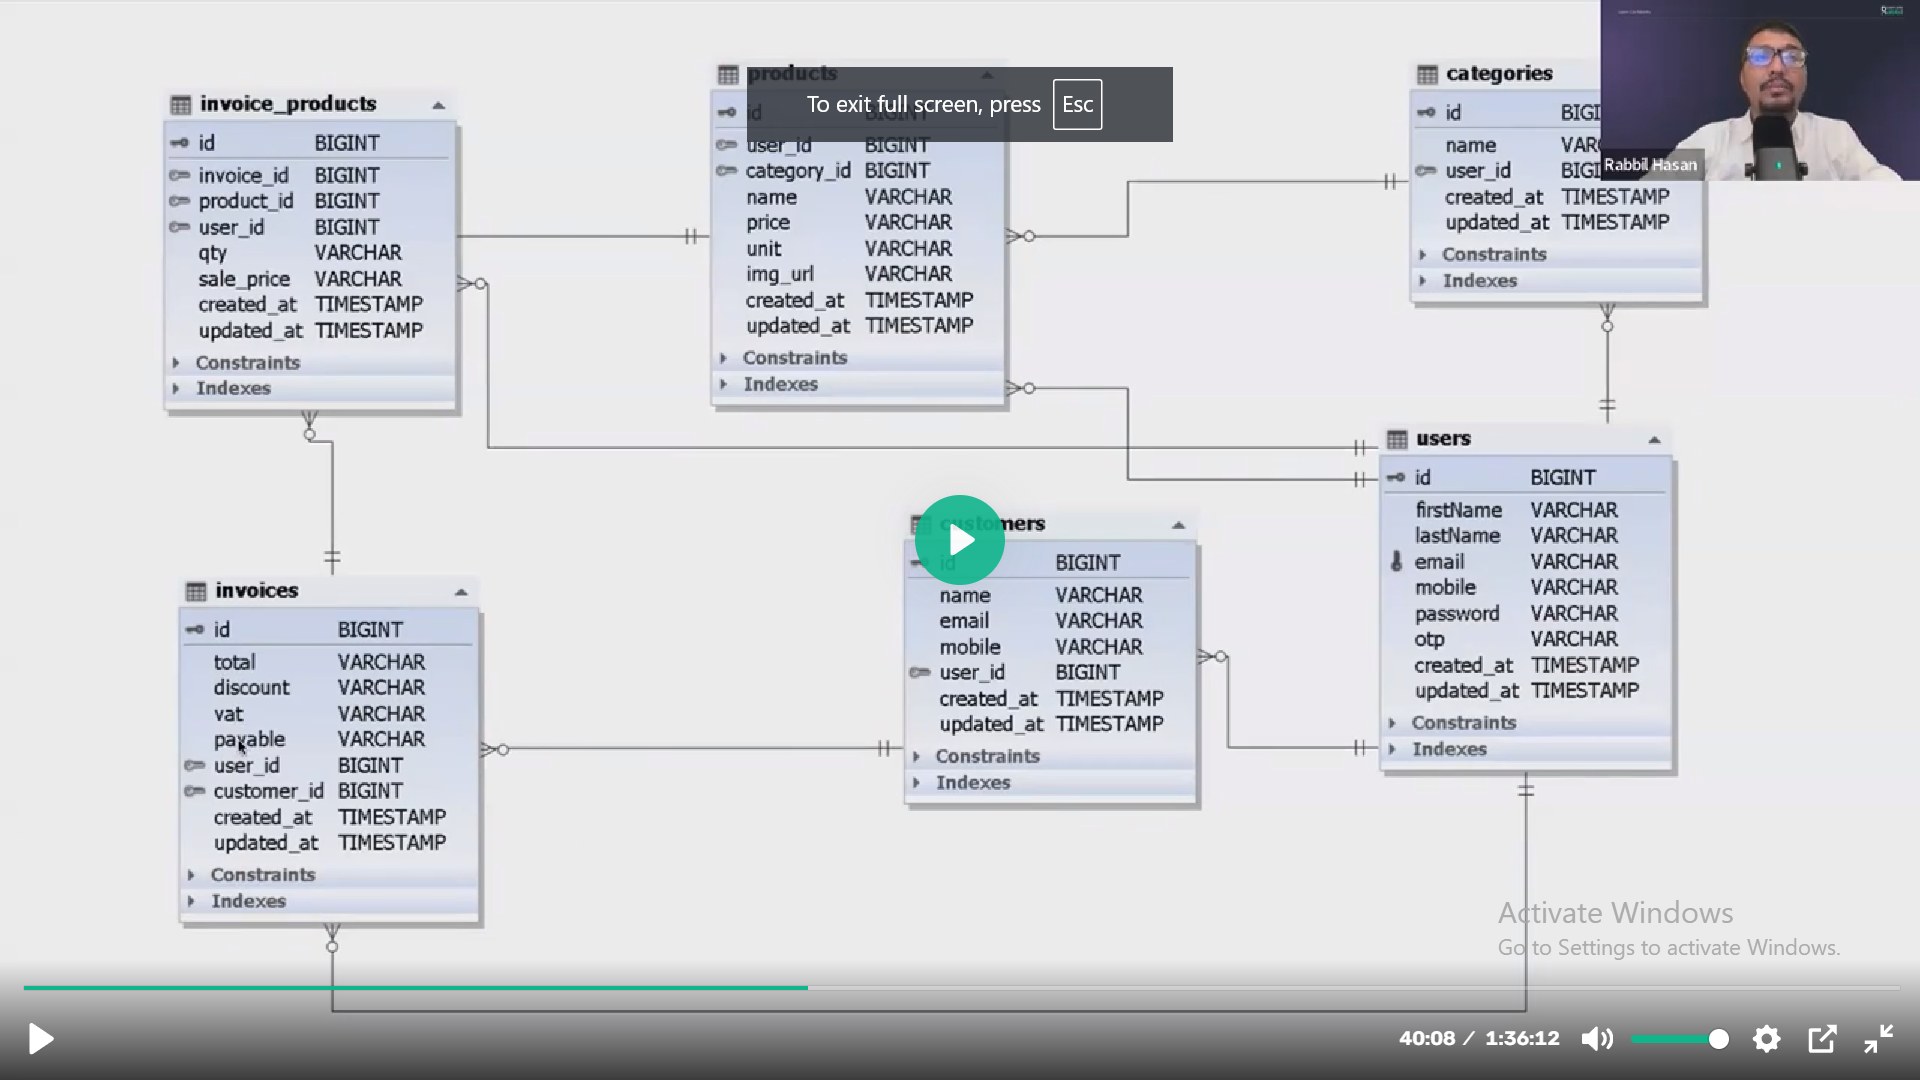 invoice_products
id BIGINT
invoice_id BIGINT
product_id BIGINT
user_id BIGINT
qty VARCHAR
sale_price VARCHAR
created_at TIMESTAMP
updated_at TIMESTAMP
Constraints
Indexes
products
To exit full screen, press Esc
id BIGINT
user_id BIGINT
category_id BIGINT
name VARCHAR
price VARCHAR
unit VARCHAR
img_url VARCHAR
created_at TIMESTAMP
updated_at TIMESTAMP
Constraints
Indexes
categories
id BIGI
name VARC
user_id BIGI
created_at TIMESTAMP
updated_at TIMESTAMP
Constraints
Indexes
Rabbil Hasan
users
id BIGINT
firstName VARCHAR
lastName VARCHAR
email VARCHAR
mobile VARCHAR
password VARCHAR
otp VARCHAR
created_at TIMESTAMP
updated_at TIMESTAMP
Constraints
Indexes
customers
id BIGINT
name VARCHAR
email VARCHAR
mobile VARCHAR
user_id BIGINT
created_at TIMESTAMP
updated_at TIMESTAMP
Constraints
Indexes
invoices
id BIGINT
total VARCHAR
discount VARCHAR
vat VARCHAR
payable VARCHAR
user_id BIGINT
customer_id BIGINT
created_at TIMESTAMP
updated_at TIMESTAMP
Constraints
Indexes
Activate Windows
Go to Settings to activate Windows.
40:08 / 1:36:12